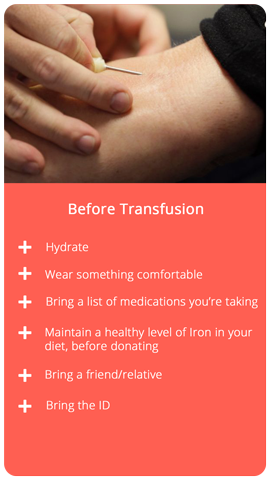 Before Transfusion
Hydrate
Wear something comfortable
Bring a list of medications you're taking
Maintain a healthy level of Iron in your
diet, before donating
Bring a friend/relative
Bring the ID